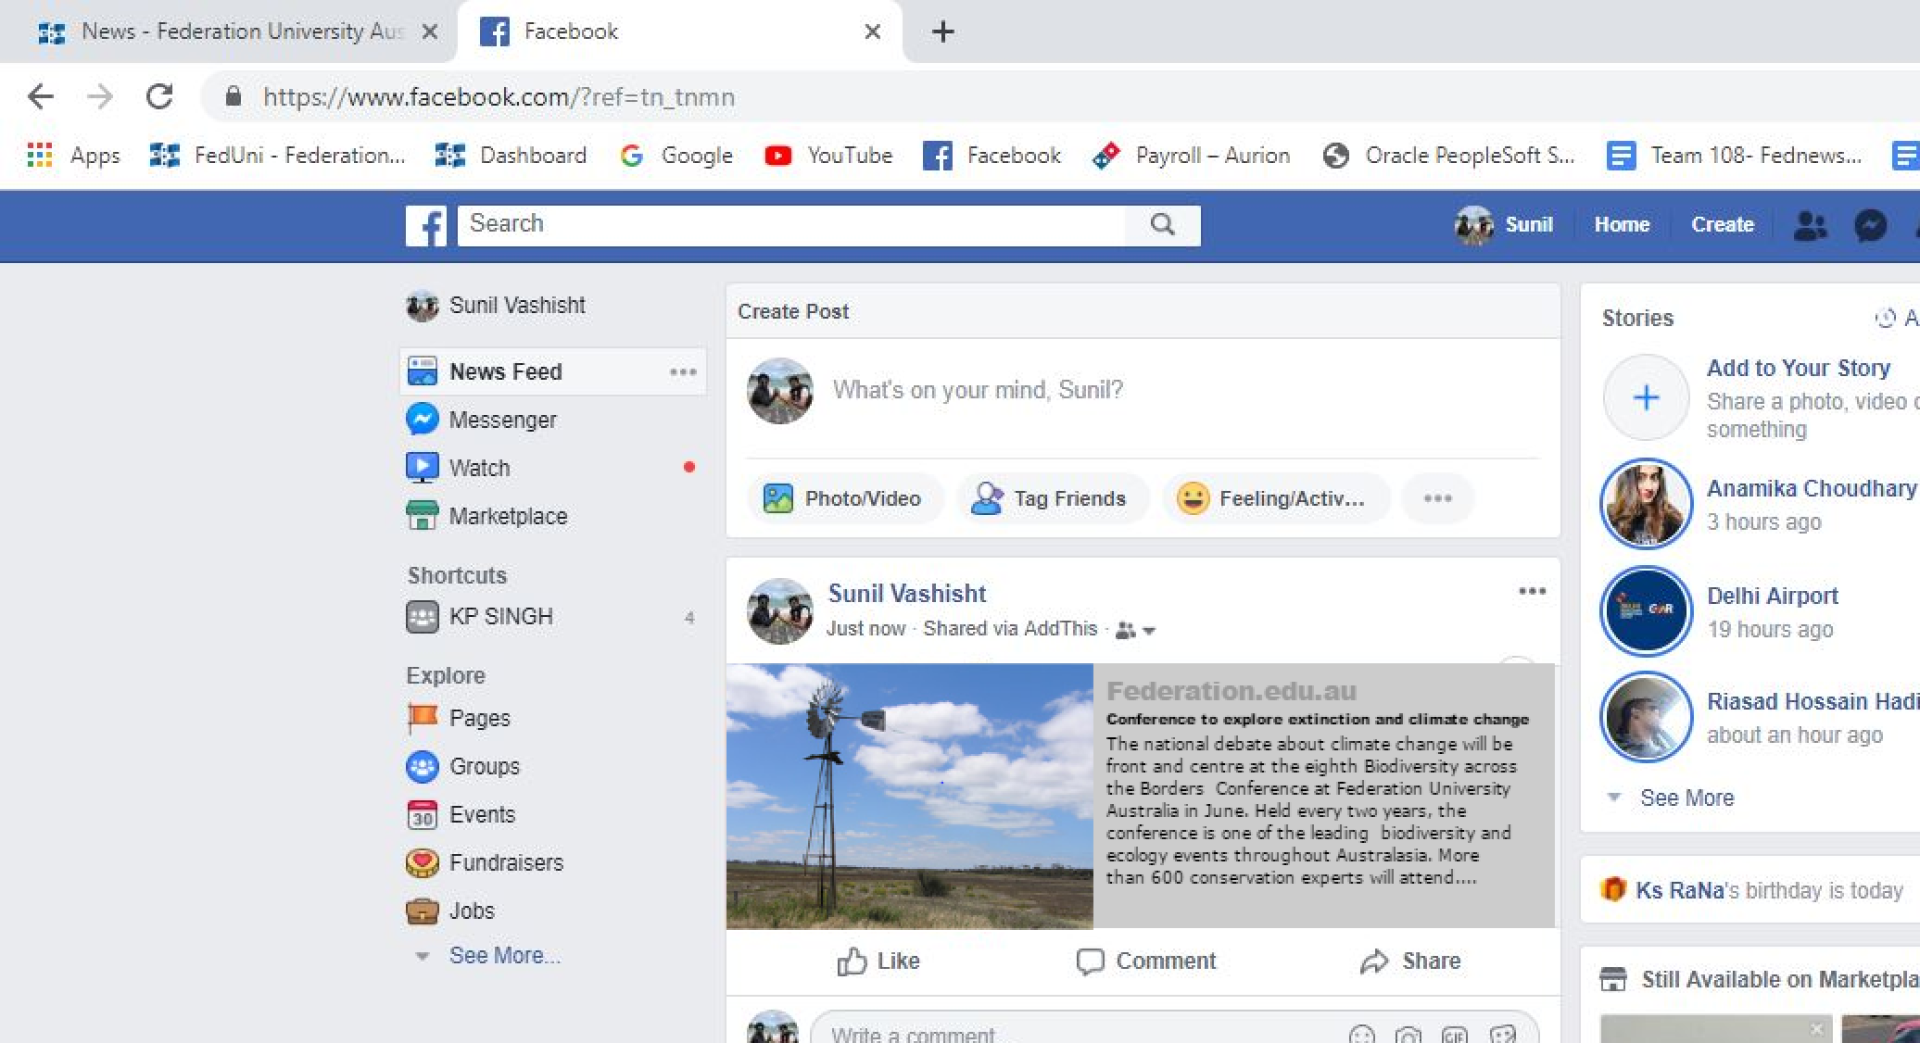 News - Federation University Aus
Facebook
https://www.facebook.com/?ref=tn_tnmn
Apps
FedUni - Federation...
Dashboard
Google
YouTube
Facebook
Payroll – Aurion
Oracle PeopleSoft S...
Team 108- Fednews...
Search
Sunil
Home
Create
Sunil Vashisht
News Feed
Messenger
Watch
Marketplace
Shortcuts
KP SINGH
4
Explore
Pages
Groups
30
Events
Fundraisers
Jobs
See More...
Create Post
What's on your mind, Sunil?
Photo/Video
Tag Friends
Feeling/Activ...
Sunil Vashisht
Just now · Shared via AddThis ·
Federation.edu.au
Conference to explore extinction and climate change
The national debate about climate change will be
front and centre at the eighth Biodiversity across
the Borders Conference at Federation University
Australia in June. Held every two years, the
conference is one of the leading biodiversity and
ecology events throughout Australasia. More
than 600 conservation experts will attend....
Like
Comment
Share
Write a comment...
GIF
Stories
A
Add to Your Story
Share a photo, video
something
Anamika Choudhary
3 hours ago
GMR
Delhi Airport
19 hours ago
Riasad Hossain Hadi
about an hour ago
See More
Ks RaNa's birthday is today
Still Available on Marketpla